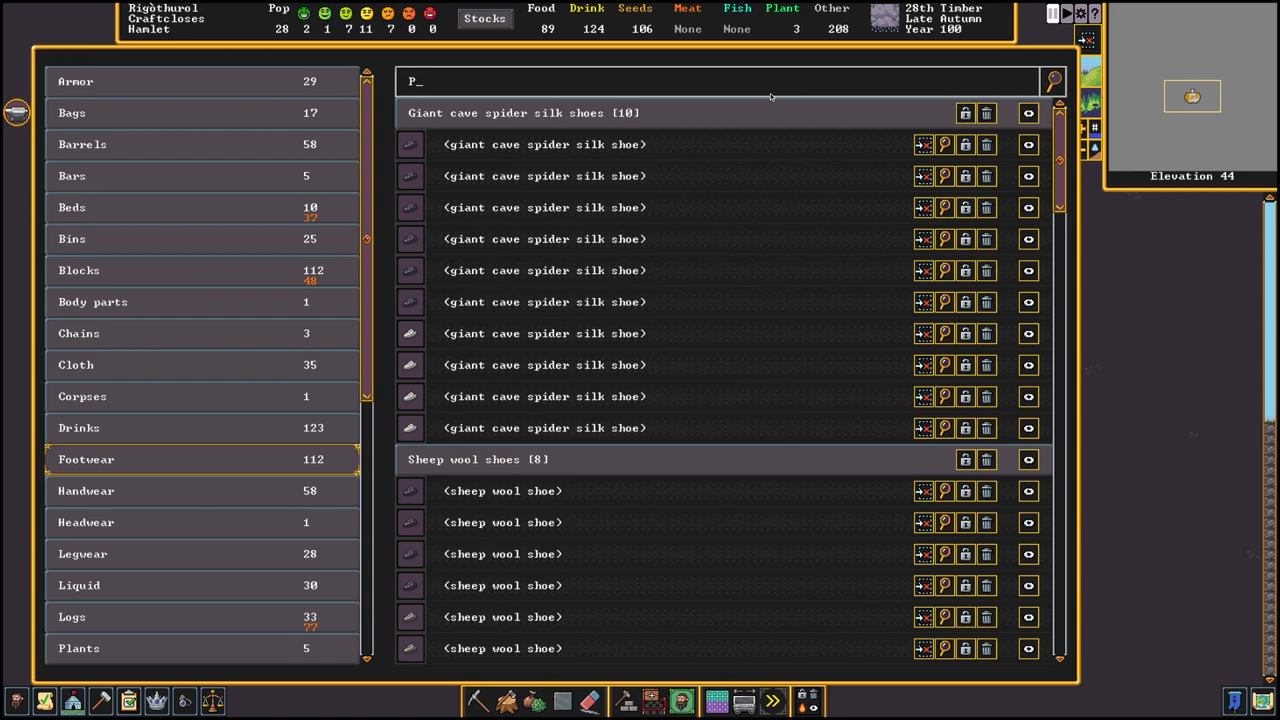 Rigòthurol
Craftcloses
Hamlet
Pop
28 2 1 7 11 7 0 0
Stocks
Food Drink Seeds Meat Fish Plant Other
89 124 106 None None 3 208
28th Timber
Late Autumn
Year 100
Elevation 44
Armor 29
Bags 17
Barrels 58
Bars 5
Beds 10
37
Bins 25
Blocks 112
48
Body parts 1
Chains 3
Cloth 35
Corpses 1
Drinks 123
Footwear 112
Handwear 58
Headwear 1
Legwear 28
Liquid 30
Logs 33
77
Plants 5
P_
Giant cave spider silk shoes [10]
(giant cave spider silk shoe)
(giant cave spider silk shoe)
(giant cave spider silk shoe)
(giant cave spider silk shoe)
(giant cave spider silk shoe)
(giant cave spider silk shoe)
(giant cave spider silk shoe)
(giant cave spider silk shoe)
(giant cave spider silk shoe)
(giant cave spider silk shoe)
Sheep wool shoes [8]
(sheep wool shoe)
(sheep wool shoe)
(sheep wool shoe)
(sheep wool shoe)
(sheep wool shoe)
(sheep wool shoe)